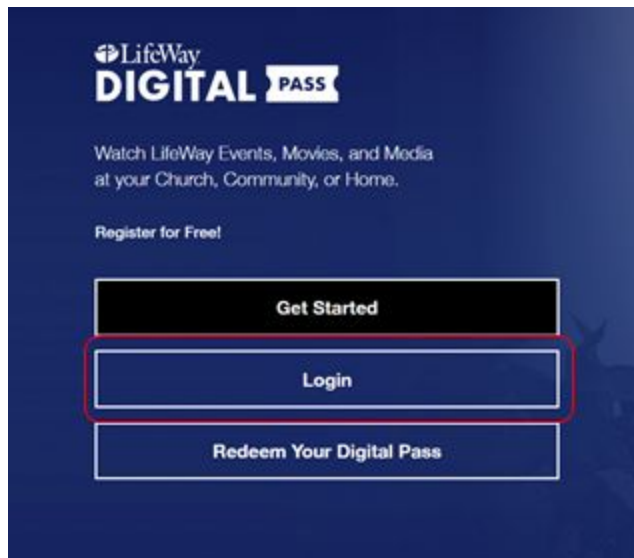 LifeWay
DIGITAL PASS
Watch LifeWay Events, Movies, and Media
at your Church, Community, or Home.
Register for Free!
Get Started
Login
Redeem Your Digital Pass